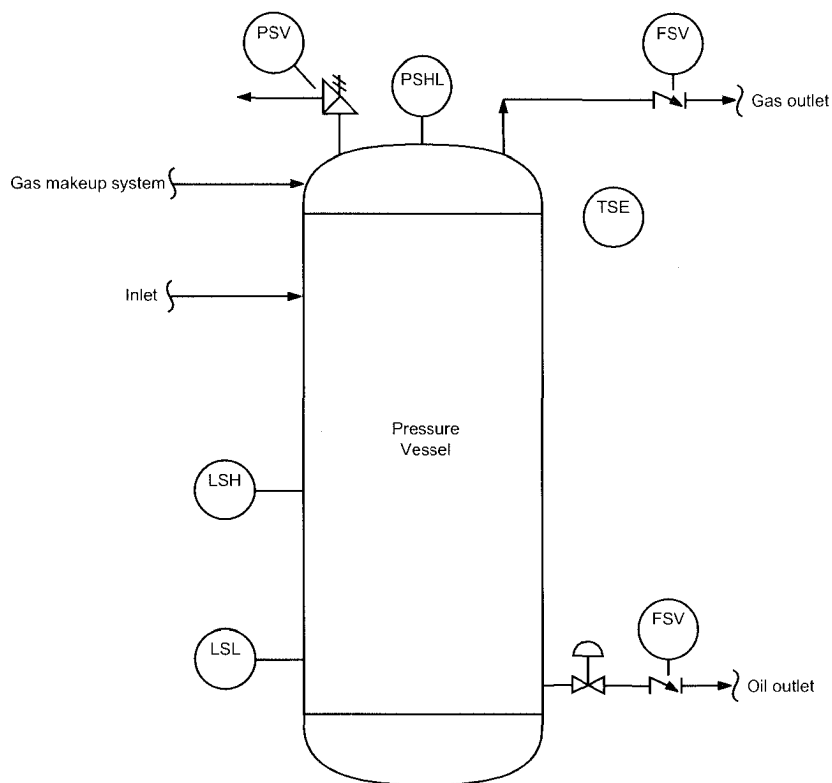 PSV
PSHL
FSV
Gas outlet
Gas makeup system
TSE
Inlet
Pressure
Vessel
LSH
LSL
FSV
Oil outlet